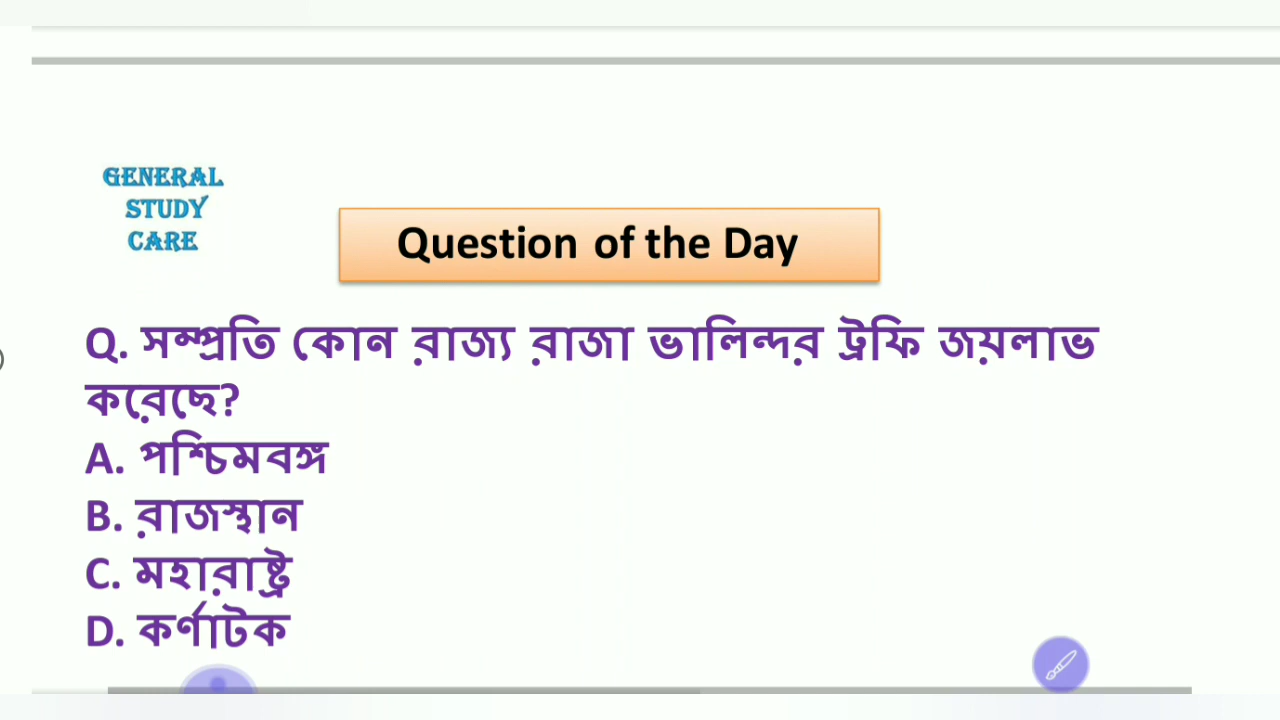 GENERAL
STUDY
CARE
Question of the Day
Q. সম্প্রতি কোন রাজ্য রাজা ভালিন্দর ট্রফি জয়লাভ
করেছে?
A. পশ্চিমবঙ্গ
B. রাজস্থান
C. মহারাষ্ট্র
D. কর্ণাটক